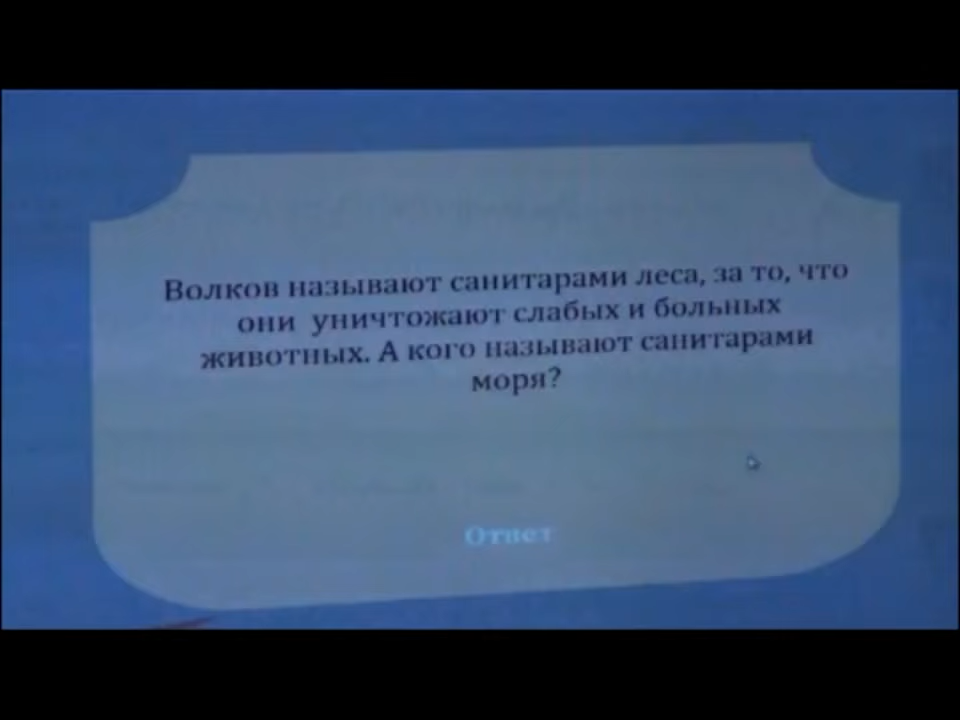 Волков называют санитарами леса, за то, что
они уничтожают слабых и больных
животных. А кого называют санитарами
моря?
Ответ